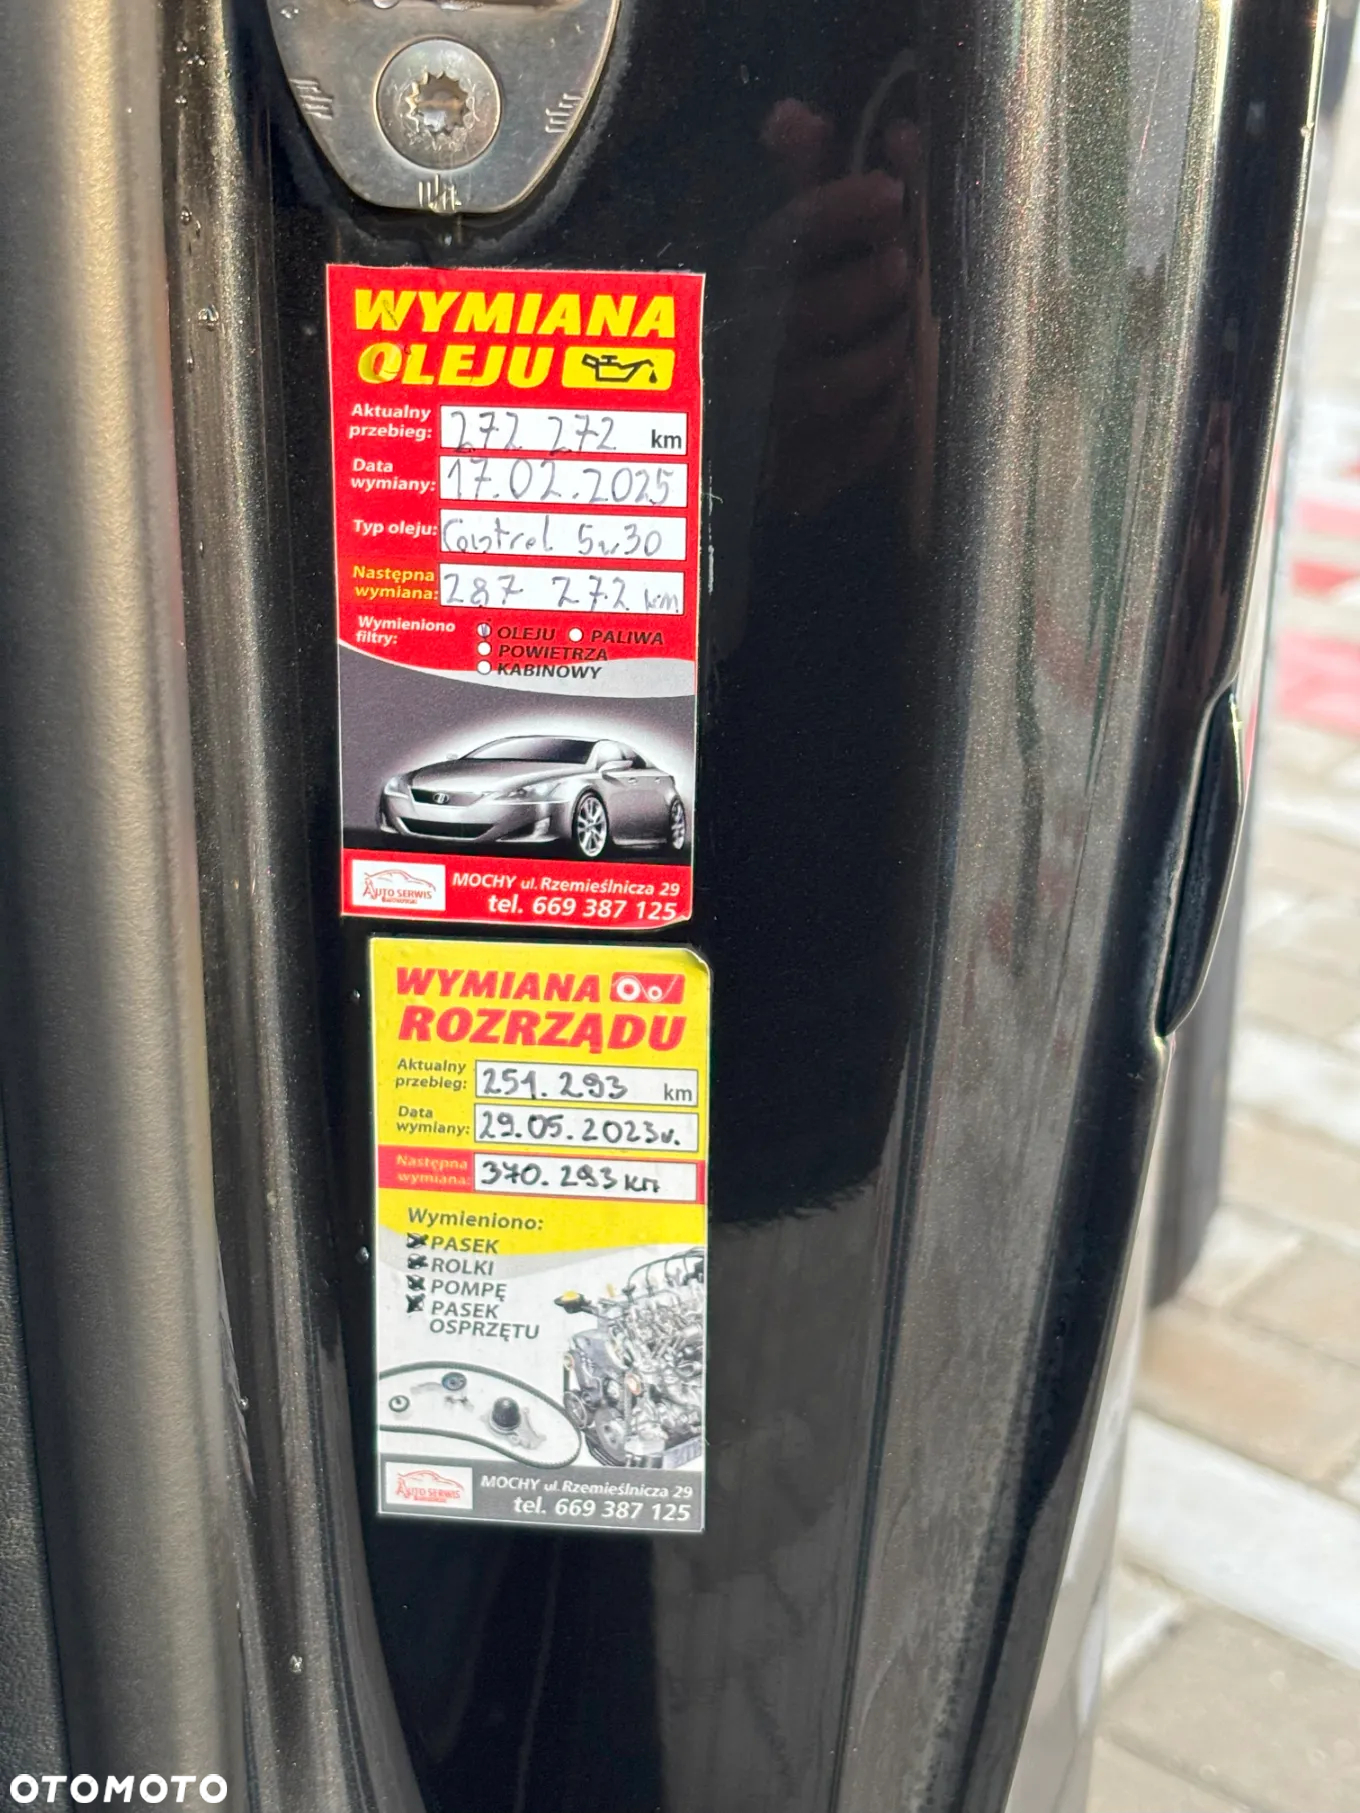 WYMIANA
OLEJU
Aktualny
przebieg: 272 272 km
Data
wymiany: 17.02.2025
Typ oleju: Castrol 5w30
Następna
wymiana: 287 272 km
Wymieniono
filtry: OLEJU PALIWA
POWIETRZA
KABINOWY
AUTO SERWIS
MOCHY ul. Rzemieślnicza 29
tel. 669 387 125
WYMIANA
ROZRZĄDU
Aktualny
przebieg: 251.293 km
Data
wymiany: 29.05.2023r.
Następna
wymiana: 370.293 km
Wymieniono:
PASEK
ROLKI
POMPĘ
PASEK
OSPRZĘTU
AUTO SERWIS
MOCHY ul. Rzemieślnicza 29
tel. 669 387 125
OTOMOTO